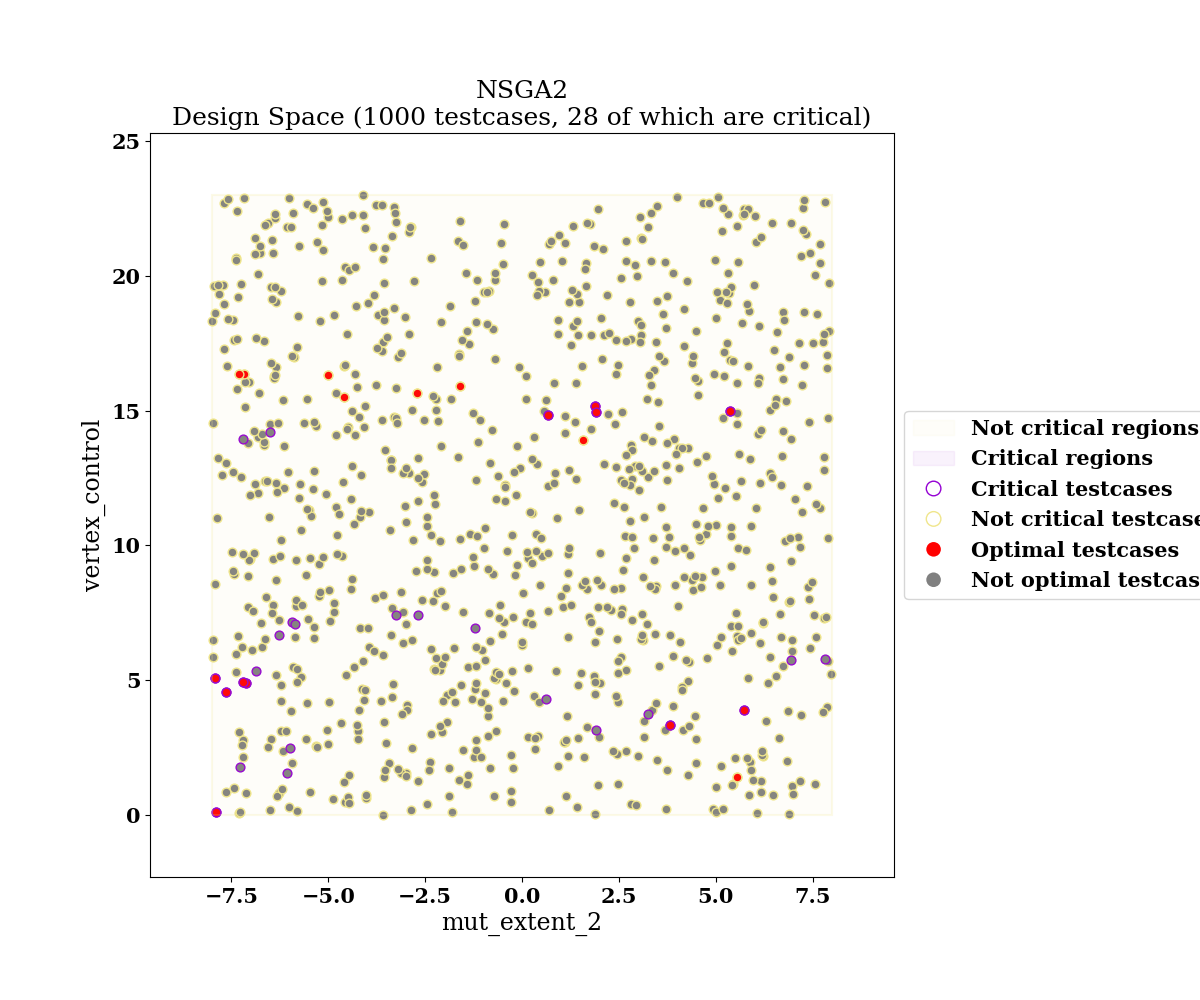 NSGA2
Design Space (1000 testcases, 28 of which are critical)
25
20
15
10
5
0
vertex_control
−7.5 −5.0 −2.5 0.0 2.5 5.0 7.5
mut_extent_2
Not critical regions
Critical regions
Critical testcases
Not critical testcase
Optimal testcases
Not optimal testcas